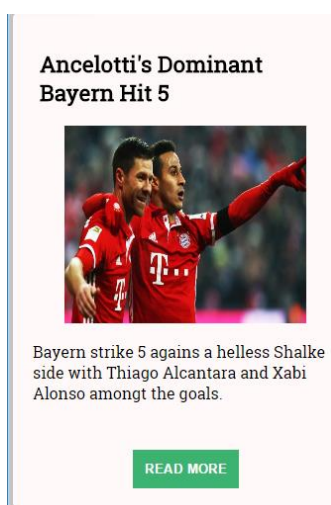 Ancelotti's Dominant
Bayern Hit 5
T...
Bayern strike 5 agains a helless Shalke
side with Thiago Alcantara and Xabi
Alonso amongt the goals.
READ MORE